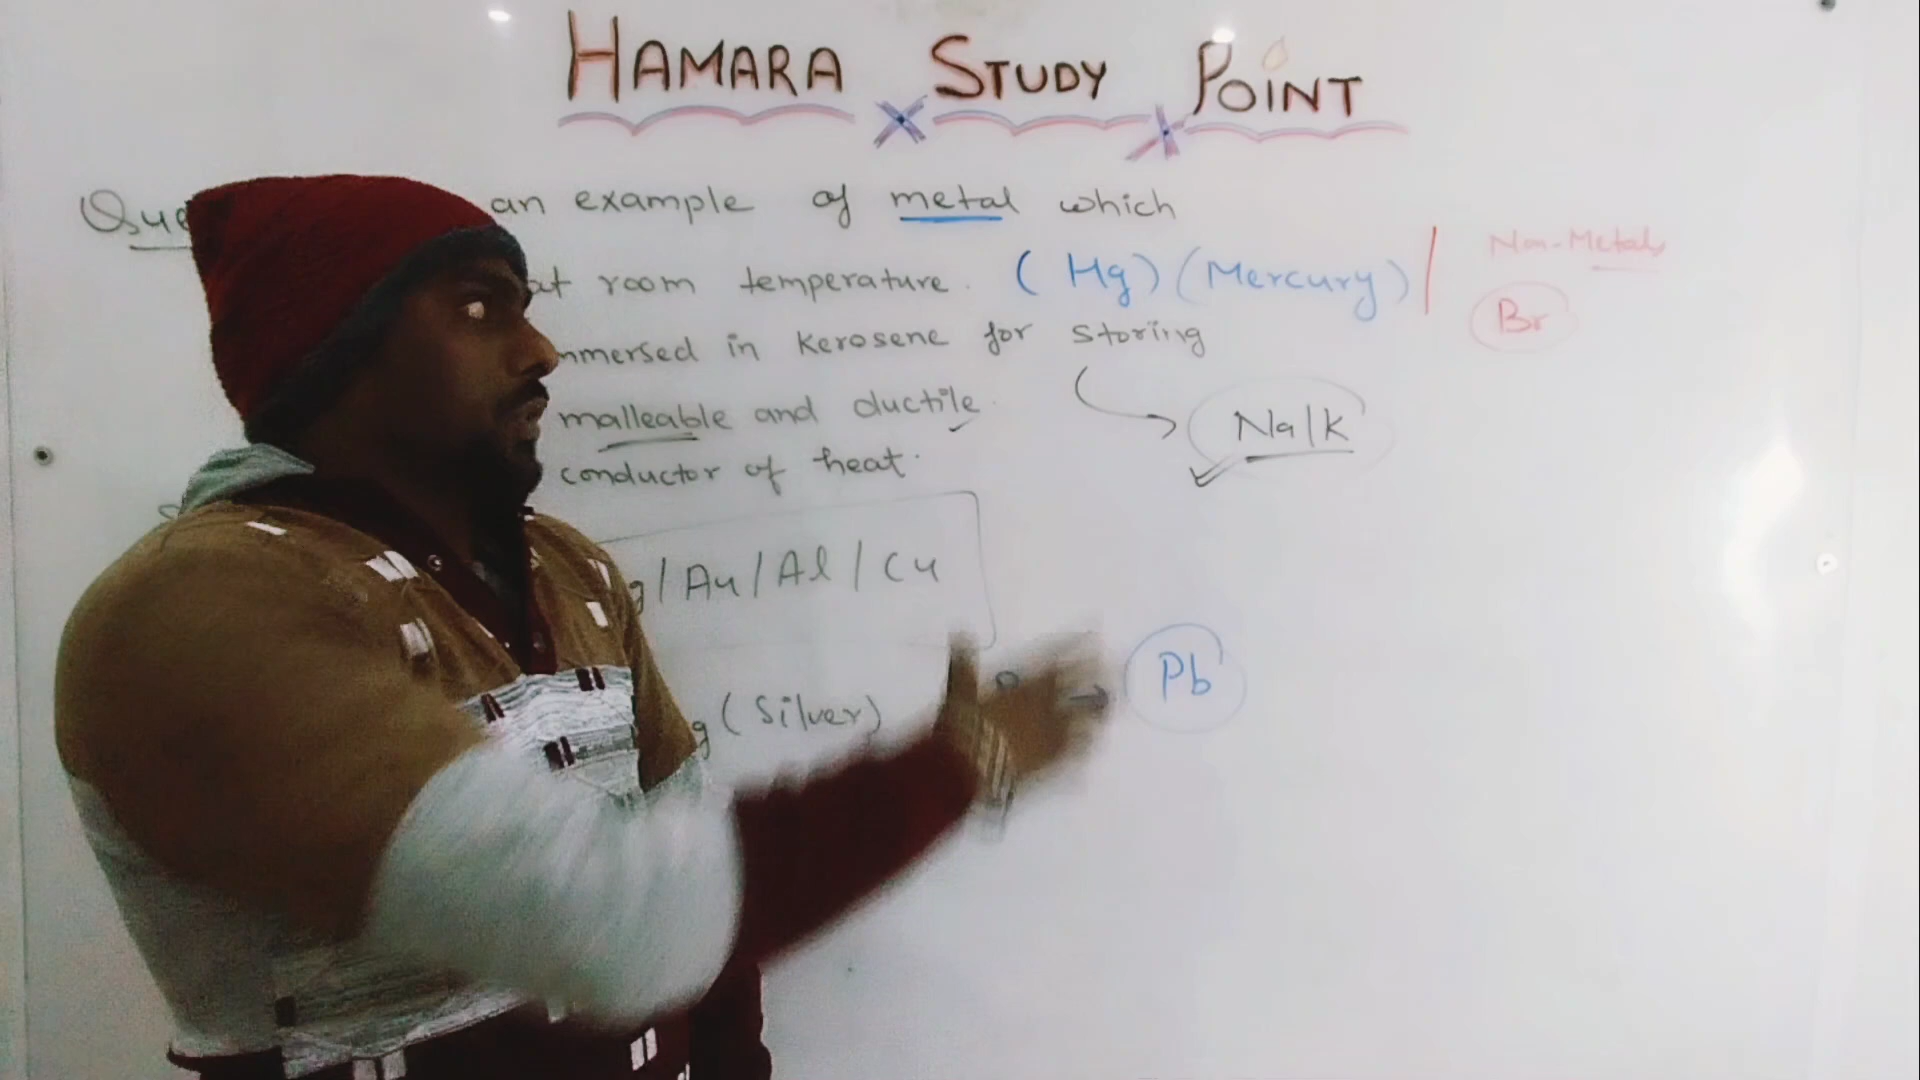 HAMARA STUDY POINT
an example of metal which
at room temperature. (Hg) (Mercury) | Non-Metals
Br
immersed in kerosene for storing
malleable and ductile.
Na/K
conductor of heat.
/Au/Al/Cu
Pb
(Silver)